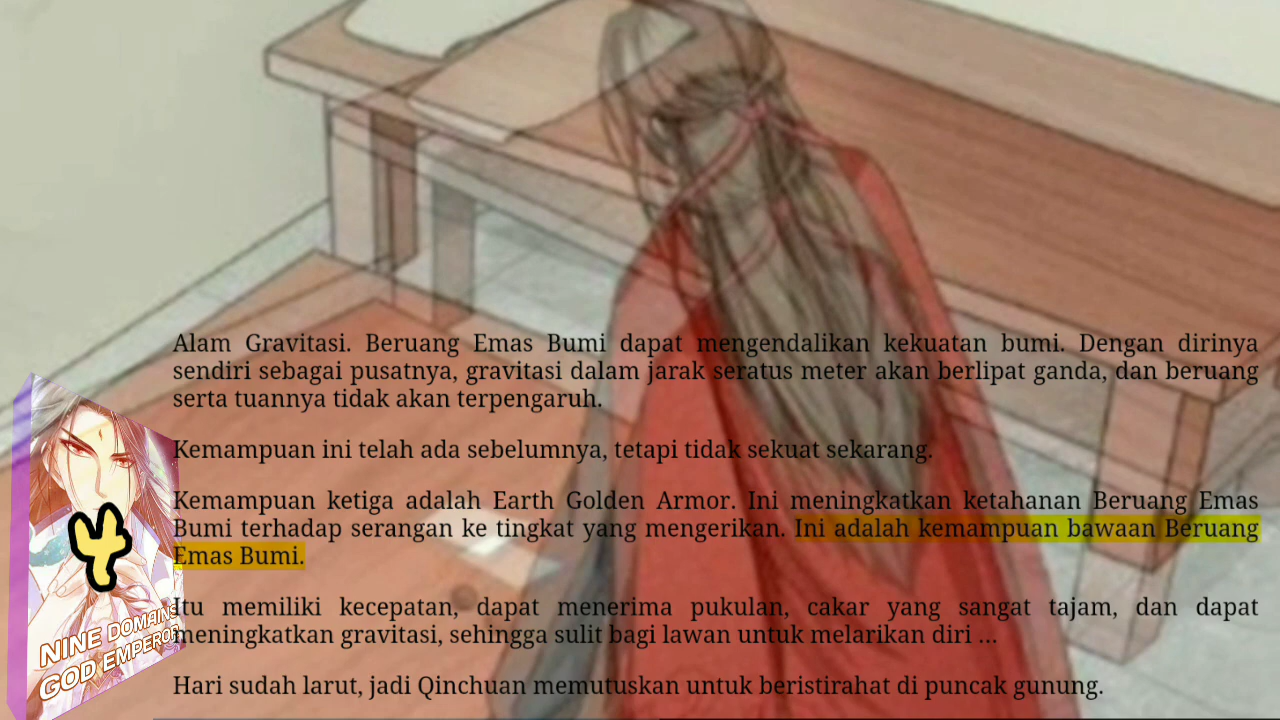 Alam Gravitasi. Beruang Emas Bumi dapat mengendalikan kekuatan bumi. Dengan dirinya
sendiri sebagai pusatnya, gravitasi dalam jarak seratus meter akan berlipat ganda, dan beruang
serta tuannya tidak akan terpengaruh.
Kemampuan ini telah ada sebelumnya, tetapi tidak sekuat sekarang.
Kemampuan ketiga adalah Earth Golden Armor. Ini meningkatkan ketahanan Beruang Emas
Bumi terhadap serangan ke tingkat yang mengerikan. Ini adalah kemampuan bawaan Beruang
Emas Bumi.
Itu memiliki kecepatan, dapat menerima pukulan, cakar yang sangat tajam, dan dapat
meningkatkan gravitasi, sehingga sulit bagi lawan untuk melarikan diri ...
Hari sudah larut, jadi Qinchuan memutuskan untuk beristirahat di puncak gunung.
4
NINE DOMAINS
GOD EMPEROR